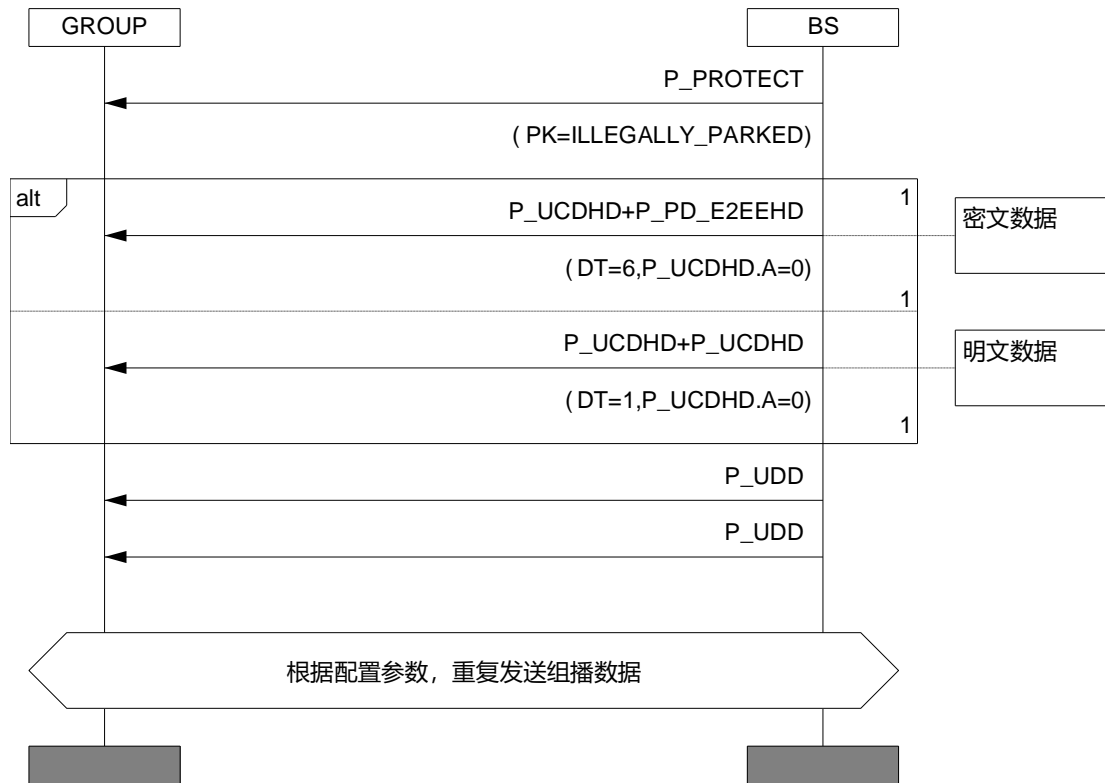 GROUP
BS
P_PROTECT
( PK=ILLEGALLY_PARKED)
alt
1
P_UCDHD+P_PD_E2EEHD
密文数据
( DT=6,P_UCDHD.A=0)
1
P_UCDHD+P_UCDHD
明文数据
( DT=1,P_UCDHD.A=0)
1
P_UDD
P_UDD
根据配置参数，重复发送组播数据